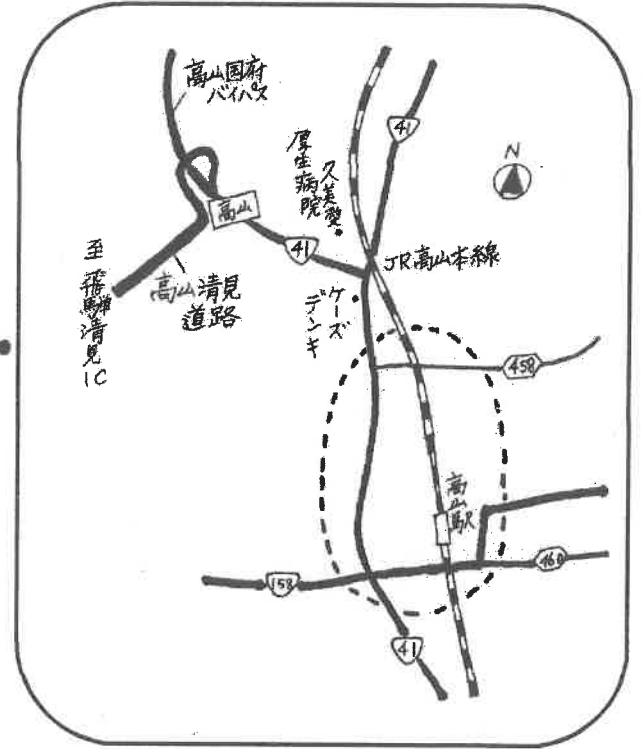 高山国府
バイパス
41
N
久美愛
厚生病院
高山
41
JR高山本線
至飛騨清見IC
高山清見
道路
ケーズ
デンキ
458
高山駅
158
460
41